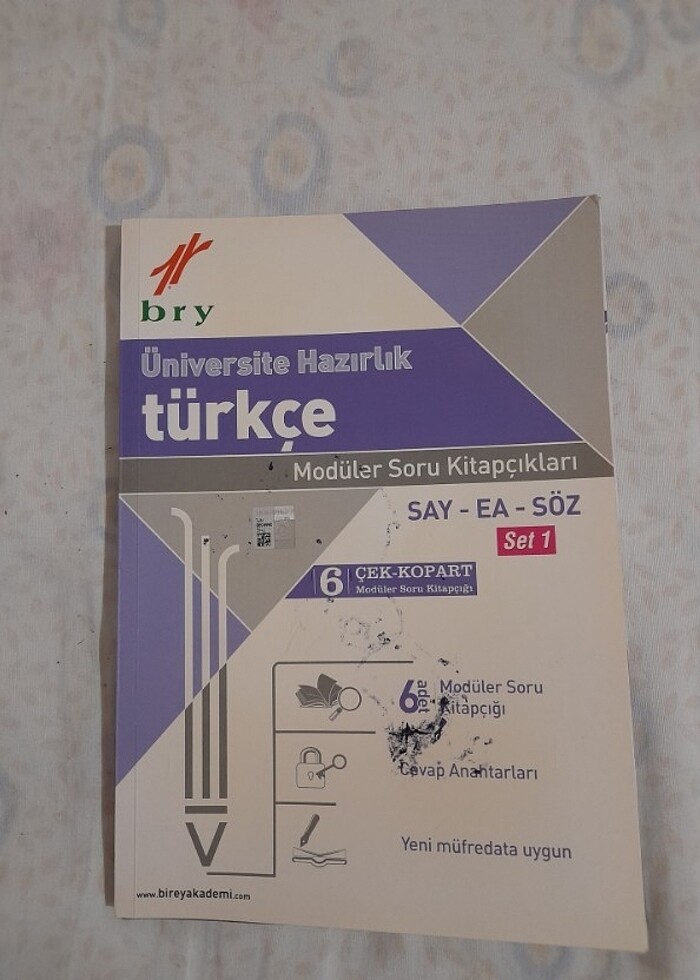 bry
Üniversite Hazırlık
türkçe
Modüler Soru Kitapçıkları
SAY - EA - SÖZ
Set 1
6 ÇEK-KOPART
Modüler Soru Kitapçığı
6 adet Modüler Soru
Kitapçığı
Cevap Anahtarları
Yeni müfredata uygun
www.bireyakademi.com